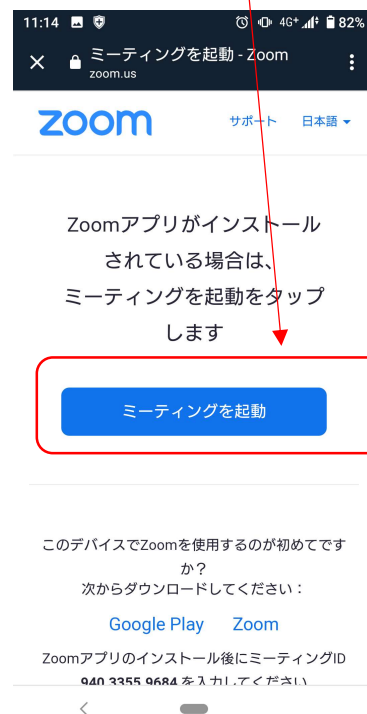 11:14 4G+ 82%
ミーティングを起動 - Zoom
zoom.us
zoom サポート 日本語
Zoomアプリがインストール
されている場合は、
ミーティングを起動をタップ
します
ミーティングを起動
このデバイスでZoomを使用するのが初めてです
か？
次からダウンロードしてください：
Google Play Zoom
Zoomアプリのインストール後にミーティングID
940 3355 9684 を入力してください